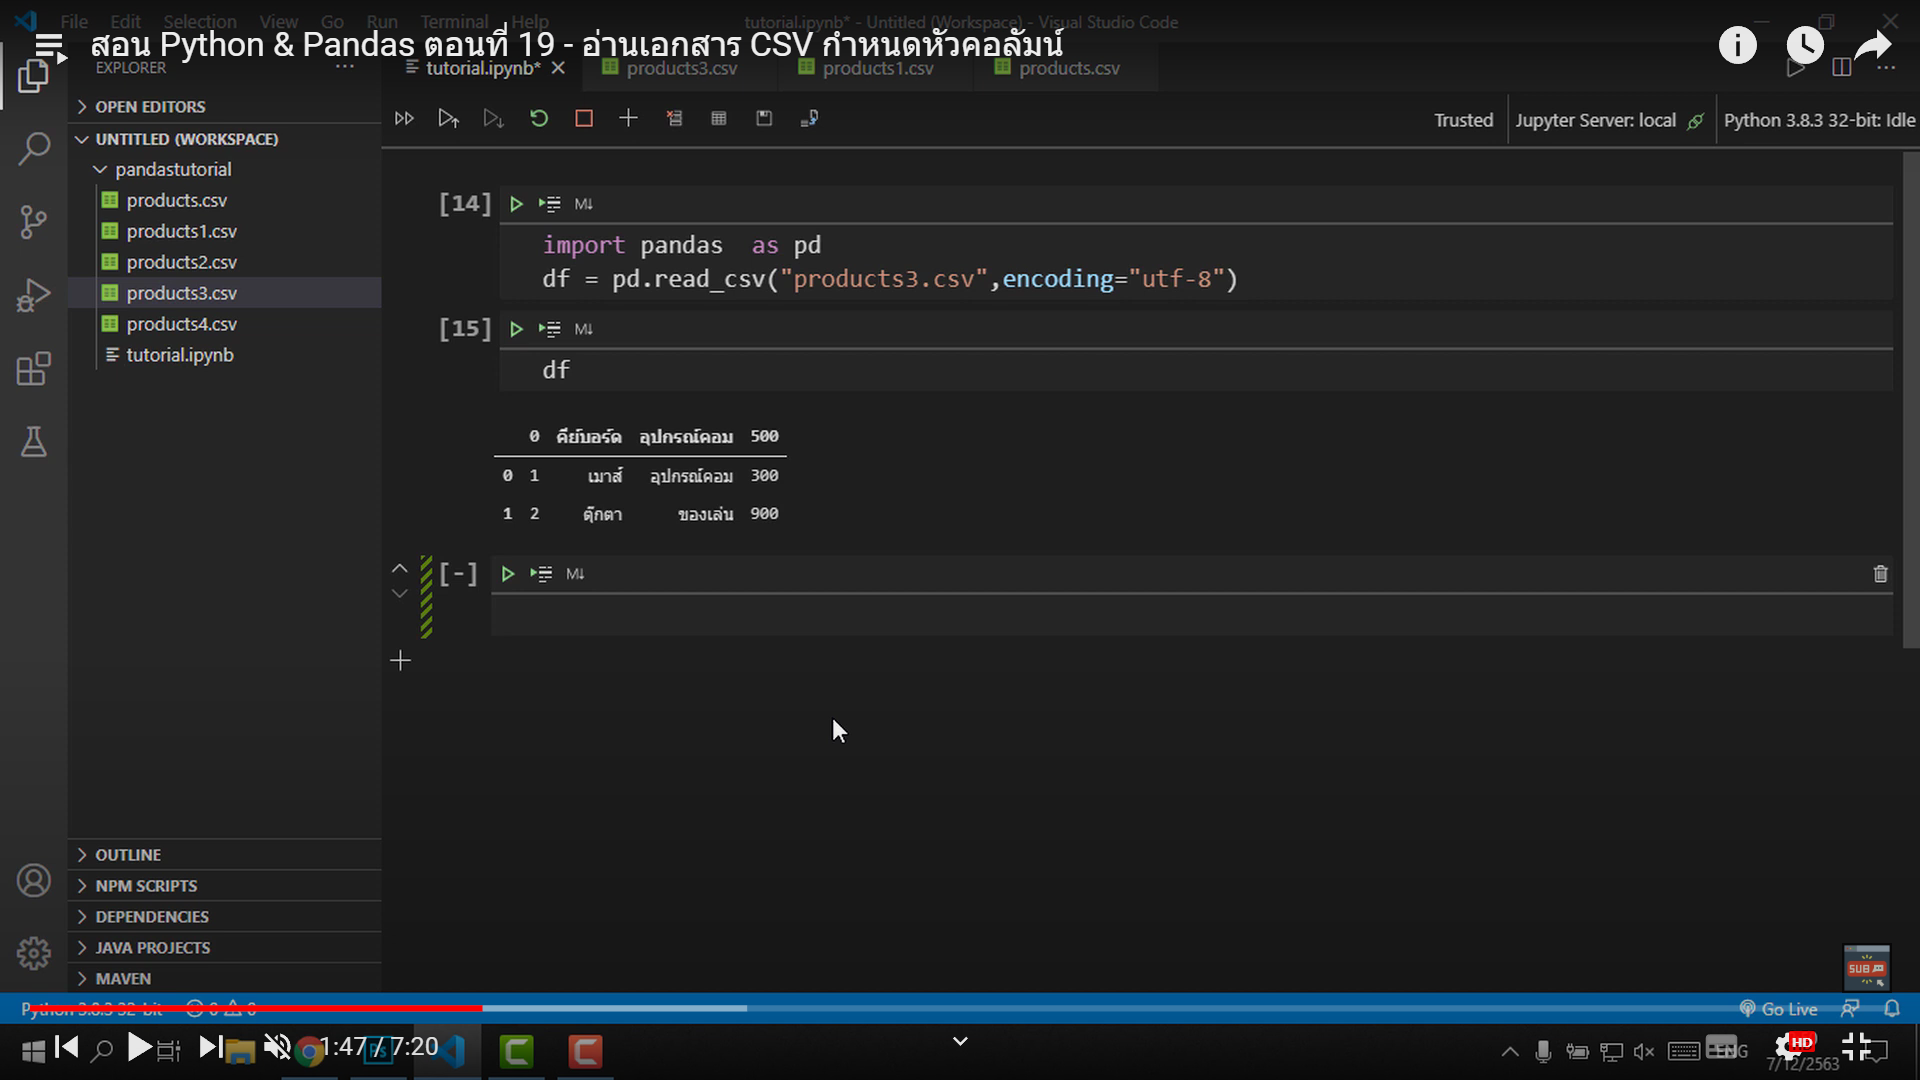 File Edit Selection View Go Run Terminal Help
tutorial.ipynb* - Untitled (Workspace) - Visual Studio Code
สอน Python & Pandas ตอนที่ 19 - อ่านเอกสาร CSV กำหนดหัวคอลัมน์
EXPLORER
tutorial.ipynb* products3.csv products1.csv products.csv
OPEN EDITORS
UNTITLED (WORKSPACE)
pandastutorial
products.csv
products1.csv
products2.csv
products3.csv
products4.csv
tutorial.ipynb
OUTLINE
NPM SCRIPTS
DEPENDENCIES
JAVA PROJECTS
MAVEN
Trusted Jupyter Server: local Python 3.8.3 32-bit: Idle
[14] M↓
import pandas as pd
df = pd.read_csv("products3.csv",encoding="utf-8")
[15] M↓
df
0 คีย์บอร์ด อุปกรณ์คอม 500
0 1 เมาส์ อุปกรณ์คอม 300
1 2 ตุ๊กตา ของเล่น 900
[-] M↓
SUB
Python 3.8.3 32-bit 0 0
Go Live
1:47 / 7:20
Ps
ENG
HD
7/12/2563